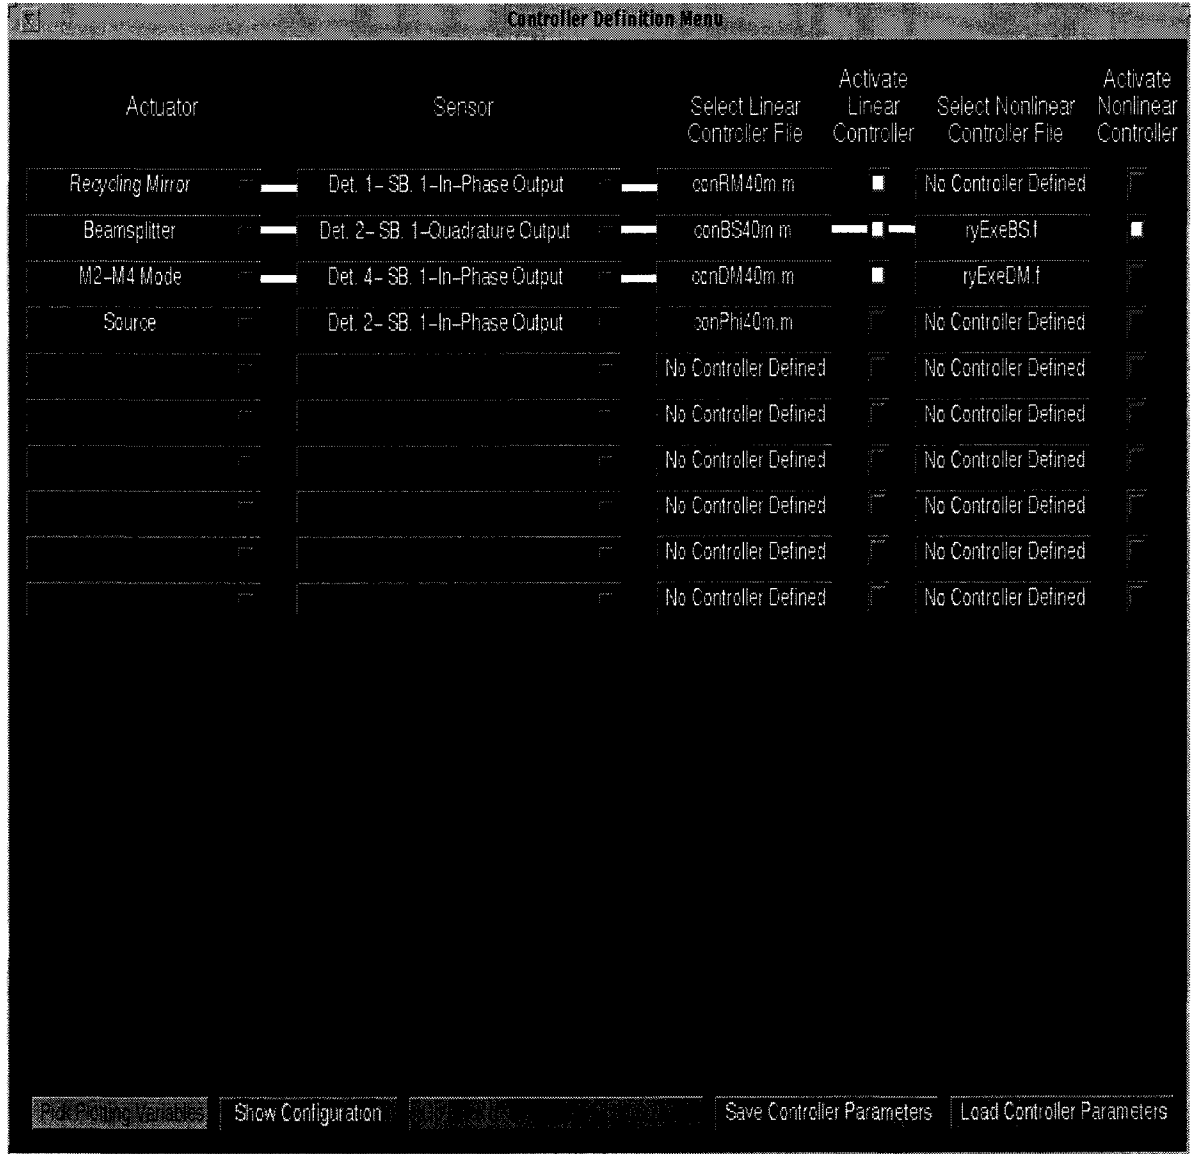 Controller Definition Menu
Activate Activate
Actuator Sensor Select Linear Linear Select Nonlinear Nonlinear
Controller File Controller Controller File Controller
Recycling Mirror Det. 1- SB. 1-In-Phase Output conRM40m.m No Controller Defined
Beamsplitter Det. 2- SB. 1-Quadrature Output conBS40m.m ryExeBS.f
M2-M4 Mode Det. 4- SB. 1-In-Phase Output conDM40m.m ryExeDM.f
Source Det. 2- SB. 1-In-Phase Output conPhi40m.m No Controller Defined
No Controller Defined No Controller Defined
No Controller Defined No Controller Defined
No Controller Defined No Controller Defined
No Controller Defined No Controller Defined
No Controller Defined No Controller Defined
No Controller Defined No Controller Defined
Pick Plotting Variables Show Configuration Save Controller Parameters Load Controller Parameters